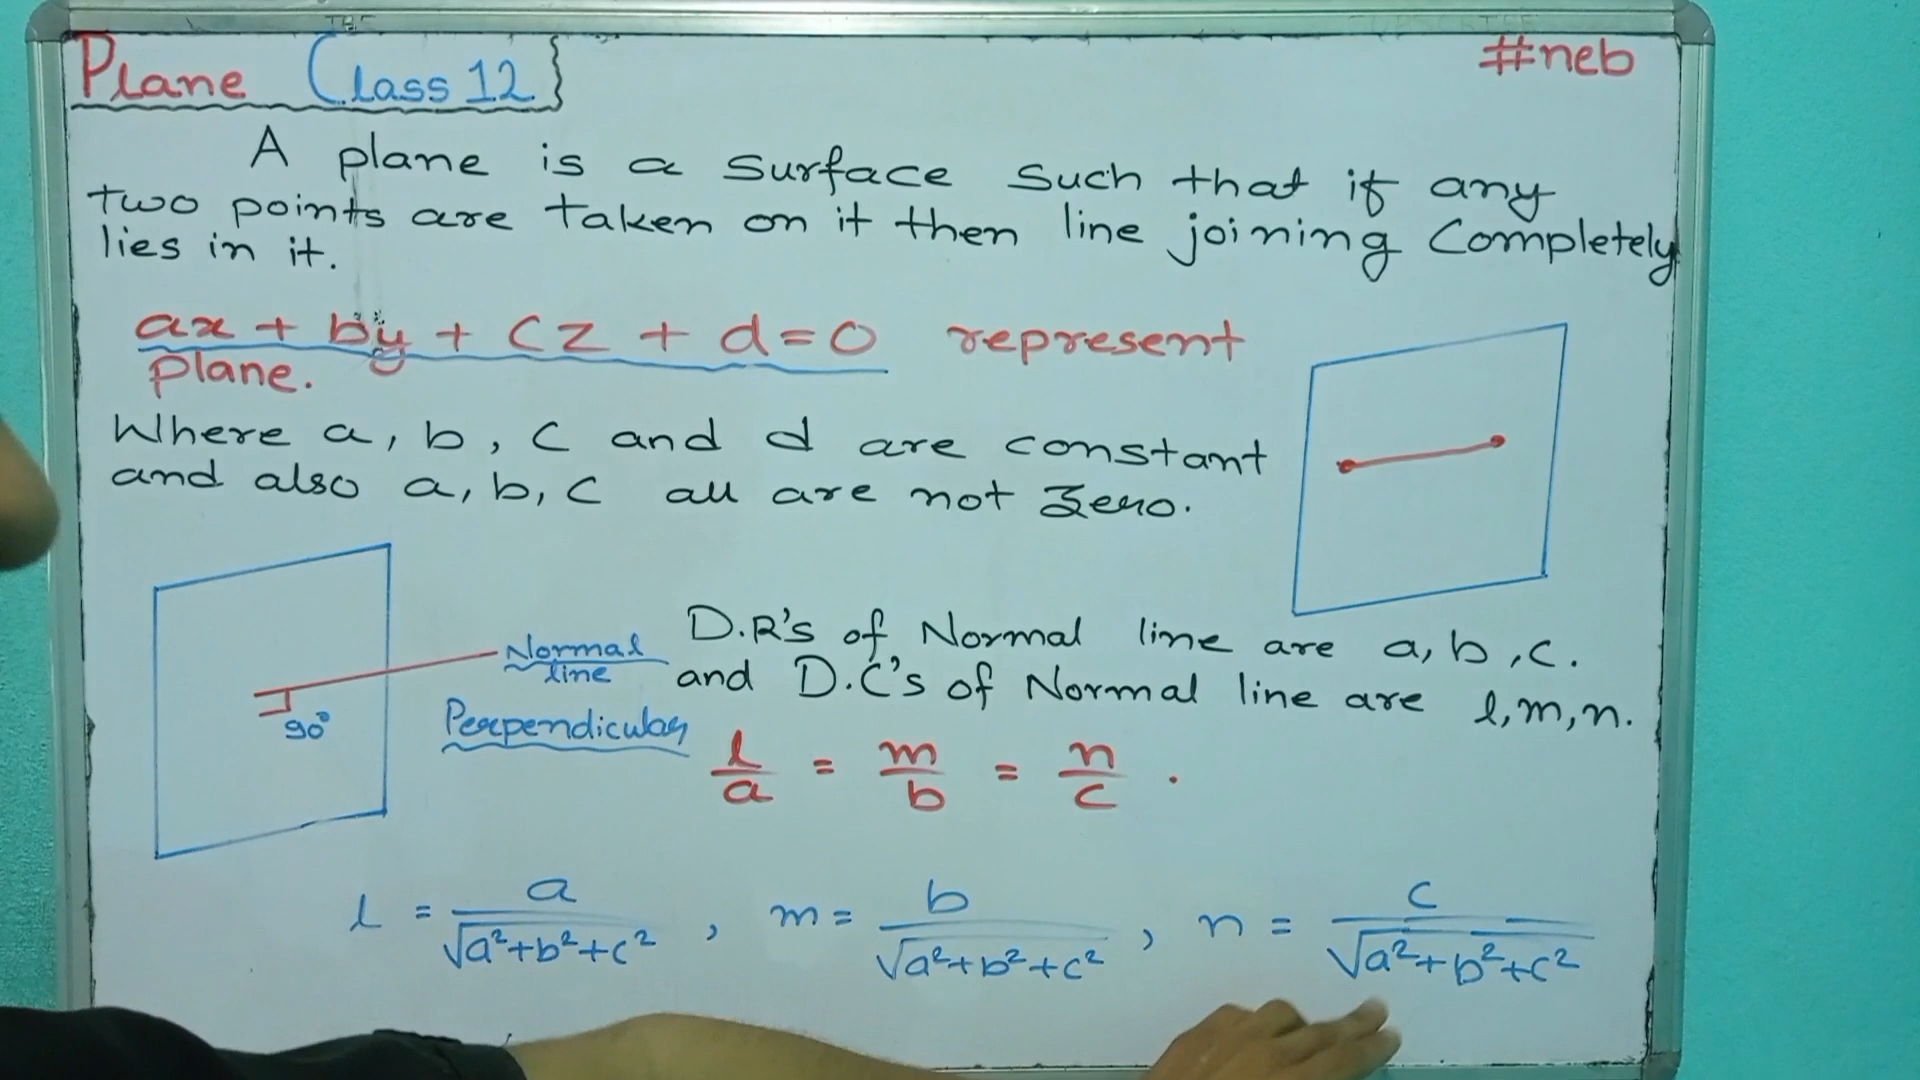 Plane Class 12}
#neb
A plane is a surface such that if any
two points are taken on it then line joining completely
lies in it.
ax + by + cz + d = 0 represent
plane.
Where a, b, c and d are constant
and also a, b, c all are not zero.
Normal
line
90°
Perpendicular
D.R's of Normal line are a, b, c.
and D.C's of Normal line are l, m, n.
l/a = m/b = n/c .
l = a/√a²+b²+c² , m = b/√a²+b²+c² , n = c/√a²+b²+c²